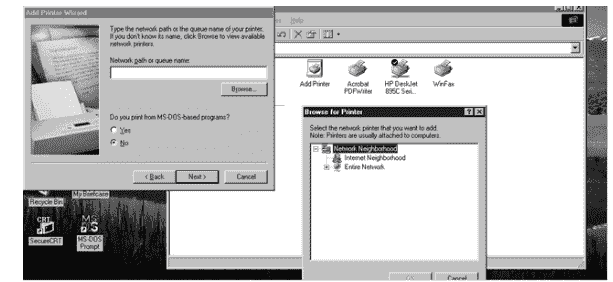 Add Printer Wizard
Type the network path or the queue name of your printer.
If you don't know its name, click Browse to view available
network printers.
Network path or queue name:
Browse...
Do you print from MS-DOS-based programs?
Yes
No
< Back
Next >
Cancel
Help
Add Printer
Acrobat
PDFWriter
HP DeskJet
895C Seri...
WinFax
Browse for Printer
Select the network printer that you want to add.
Note: Printers are usually attached to computers.
Network Neighborhood
Internet Neighborhood
Entire Network
Cancel
My Briefcase
Recycle Bin
SecureCRT
MS-DOS
Prompt